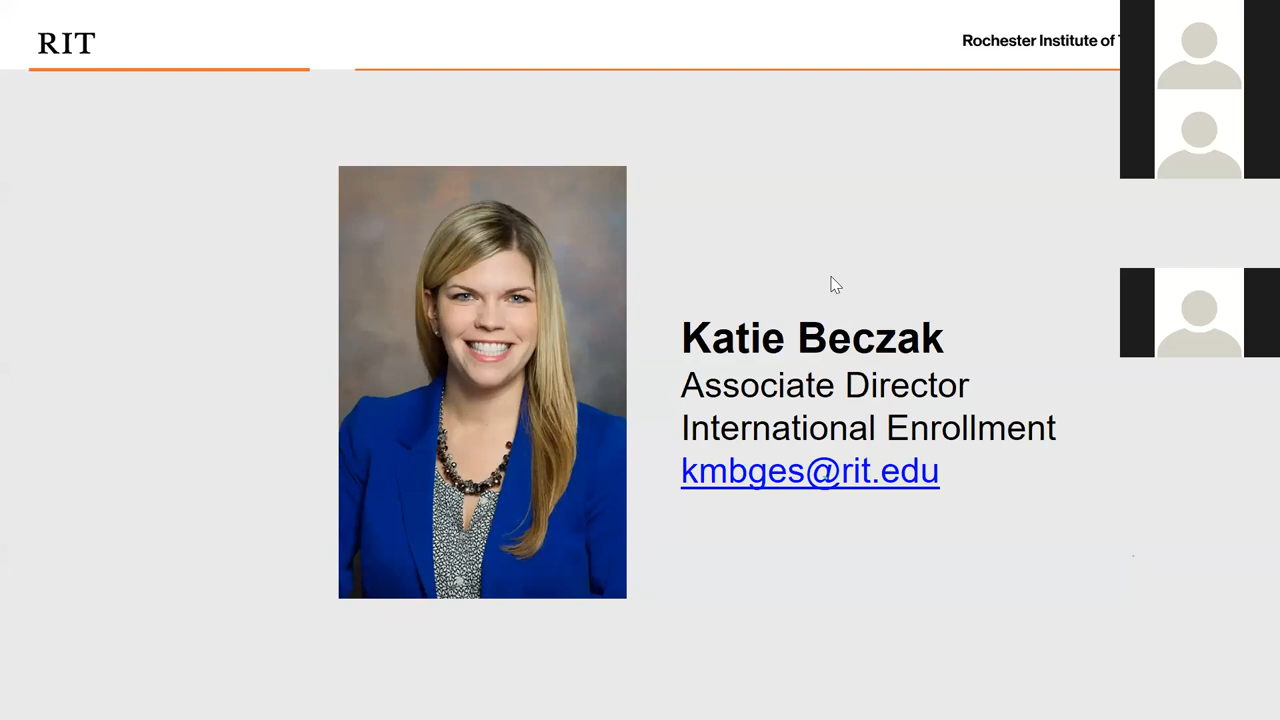 RIT
Rochester Institute of
Katie Beczak
Associate Director
International Enrollment
kmbges@rit.edu